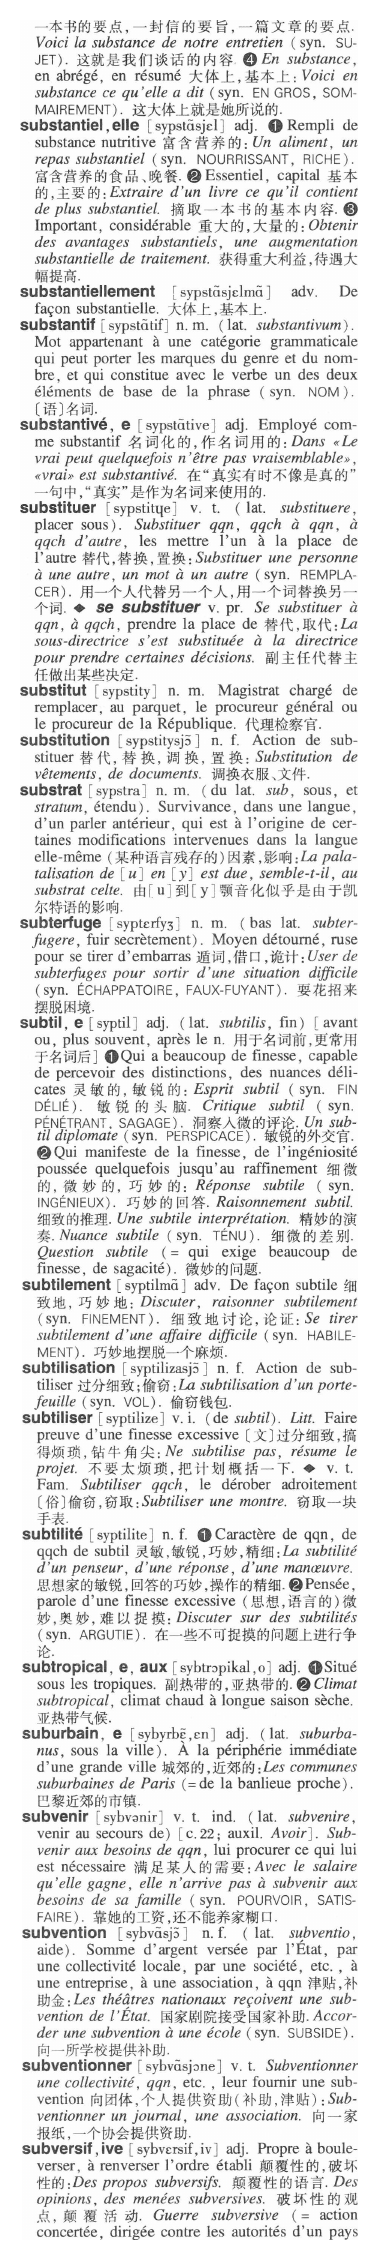 一本书的要点,一封信的要旨,一篇文章的要点.
Voici la substance de notre entretien (syn. SU-
JET). 这就是我们谈话的内容. ❹ En substance,
en abrégé, en résumé 大体上,基本上: Voici en
substance ce qu'elle a dit (syn. EN GROS, SOM-
MAIREMENT). 这大体上就是她所说的.
substantiel, elle [sypstɑ̃sjɛl] adj. ❶ Rempli de
substance nutritive 富含营养的: Un aliment, un
repas substantiel (syn. NOURRISSANT, RICHE).
富含营养的食品、晚餐. ❷ Essentiel, capital 基本
的,主要的: Extraire d'un livre ce qu'il contient
de plus substantiel. 摘取一本书的基本内容. ❸
Important, considérable 重大的,大量的: Obtenir
des avantages substantiels, une augmentation
substantielle de traitement. 获得重大利益,待遇大
幅提高.
substantiellement [sypstɑ̃sjɛlmɑ̃] adv. De
façon substantielle. 大体上,基本上.
substantif [sypstɑ̃tif] n. m. (lat. substantivum).
Mot appartenant à une catégorie grammaticale
qui peut porter les marques du genre et du nom-
bre, et qui constitue avec le verbe un des deux
éléments de base de la phrase (syn. NOM).
〔语〕名词.
substantivé, e [sypstɑ̃tive] adj. Employé com-
me substantif 名词化的,作名词用的: Dans «Le
vrai peut quelquefois n'être pas vraisemblable»,
«vrai» est substantivé. 在“真实有时不像是真的”
一句中,“真实”是作为名词来使用的.
substituer [sypstitɥe] v. t. (lat. substituere,
placer sous). Substituer qqn, qqch à qqn, à
qqch d'autre, les mettre l'un à la place de
l'autre 替代,替换,置换: Substituer une personne
à une autre, un mot à un autre (syn. REMPLA-
CER). 用一个人代替另一个人,用一个词替换另一
个词. ◆ se substituer v. pr. Se substituer à
qqn, à qqch, prendre la place de 替代,取代: La
sous-directrice s'est substituée à la directrice
pour prendre certaines décisions. 副主任代替主
任做出某些决定.
substitut [sypstity] n. m. Magistrat chargé de
remplacer, au parquet, le procureur général ou
le procureur de la République. 代理检察官.
substitution [sypstitysjɔ̃] n. f. Action de sub-
stituer 替代,替换,调换,置换: Substitution de
vêtements, de documents. 调换衣服、文件.
substrat [sypstra] n. m. (du lat. sub, sous, et
stratum, étendu). Survivance, dans une langue,
d'un parler antérieur, qui est à l'origine de cer-
taines modifications intervenues dans la langue
elle-même (某种语言残存的)因素,影响: La pala-
talisation de [u] en [y] est due, semble-t-il, au
substrat celte. 由[u]到[y]颚音化似乎是由于凯
尔特语的影响.
subterfuge [syptɛrfyʒ] n. m. (bas lat. subter-
fugere, fuir secrètement). Moyen détourné, ruse
pour se tirer d'embarras 遁词,借口,诡计: User de
subterfuges pour sortir d'une situation difficile
(syn. ÉCHAPPATOIRE, FAUX-FUYANT). 耍花招来
摆脱困境.
subtil, e [syptil] adj. (lat. subtilis, fin) [avant
ou, plus souvent, après le n. 用于名词前,更常用
于名词后] ❶ Qui a beaucoup de finesse, capable
de percevoir des distinctions, des nuances déli-
cates 灵敏的,敏锐的: Esprit subtil (syn. FIN
DÉLIÉ). 敏锐的头脑. Critique subtil (syn.
PÉNÉTRANT, SAGAGE). 洞察入微的评论. Un sub-
til diplomate (syn. PERSPICACE). 敏锐的外交官.
❷ Qui manifeste de la finesse, de l'ingéniosité
poussée quelquefois jusqu'au raffinement 细微
的,微妙的,巧妙的: Réponse subtile (syn.
INGÉNIEUX). 巧妙的回答. Raisonnement subtil.
细致的推理. Une subtile interprétation. 精妙的演
奏. Nuance subtile (syn. TÉNU). 细微的差别.
Question subtile (= qui exige beaucoup de
finesse, de sagacité). 微妙的问题.
subtilement [syptilmɑ̃] adv. De façon subtile 细
致地,巧妙地: Discuter, raisonner subtilement
(syn. FINEMENT). 细致地讨论,论证: Se tirer
subtilement d'une affaire difficile (syn. HABILE-
MENT). 巧妙地摆脱一个麻烦.
subtilisation [syptilizasjɔ̃] n. f. Action de sub-
tiliser 过分细致;偷窃: La subtilisation d'un porte-
feuille (syn. VOL). 偷窃钱包.
subtiliser [syptilize] v. i. (de subtil). Litt. Faire
preuve d'une finesse excessive [文]过分细致,搞
得烦琐,钻牛角尖: Ne subtilise pas, résume le
projet. 不要太烦琐,把计划概括一下. ◆ v. t.
Fam. Subtiliser qqch, le dérober adroitement
〔俗〕偷窃,窃取: Subtiliser une montre. 窃取一块
手表.
subtilité [syptilite] n. f. ❶ Caractère de qqn, de
qqch de subtil 灵敏,敏锐,巧妙,精细: La subtilité
d'un penseur, d'une réponse, d'une manœuvre.
思想家的敏锐,回答的巧妙,操作的精细. ❷ Pensée,
parole d'une finesse excessive (思想,语言的)微
妙,奥妙,难以捉摸: Discuter sur des subtilités
(syn. ARGUTIE). 在一些不可捉摸的问题上进行争
论.
subtropical, e, aux [sybtrɔpikal,o] adj. ❶ Situé
sous les tropiques. 副热带的,亚热带的. ❷ Climat
subtropical, climat chaud à longue saison sèche.
亚热带气候.
suburbain, e [sybyrbɛ̃,ɛn] adj. (lat. suburba-
nus, sous la ville). À la périphérie immédiate
d'une grande ville 城郊的,近郊的: Les communes
suburbaines de Paris (= de la banlieue proche).
巴黎近郊的市镇.
subvenir [sybvənir] v. t. ind. (lat. subvenire,
venir au secours de) [c.22; auxil. Avoir]. Sub-
venir aux besoins de qqn, lui procurer ce qui lui
est nécessaire 满足某人的需要: Avec le salaire
qu'elle gagne, elle n'arrive pas à subvenir aux
besoins de sa famille (syn. POURVOIR, SATIS-
FAIRE). 靠她的工资,还不能养家糊口.
subvention [sybvɑ̃sjɔ̃] n. f. (lat. subventio,
aide). Somme d'argent versée par l'État, par
une collectivité locale, par une société, etc., à
une entreprise, à une association, à qqn 津贴,补
助金: Les théâtres nationaux reçoivent une sub-
vention de l'État. 国家剧院接受国家补助. Accor-
der une subvention à une école (syn. SUBSIDE).
向一所学校提供补助.
subventionner [sybvɑ̃sjɔne] v. t. Subventionner
une collectivité, qqn, etc., leur fournir une sub-
vention 向团体,个人提供资助(补助,津贴): Sub-
ventionner un journal, une association. 向一家
报纸,一个协会提供资助.
subversif, ive [sybvɛrsif,iv] adj. Propre à boule-
verser, à renverser l'ordre établi 颠覆性的,破坏
性的: Des propos subversifs. 颠覆性的语言. Des
opinions, des menées subversives. 破坏性的观
点,颠覆活动. Guerre subversive (= action
concertée, dirigée contre les autorités d'un pays